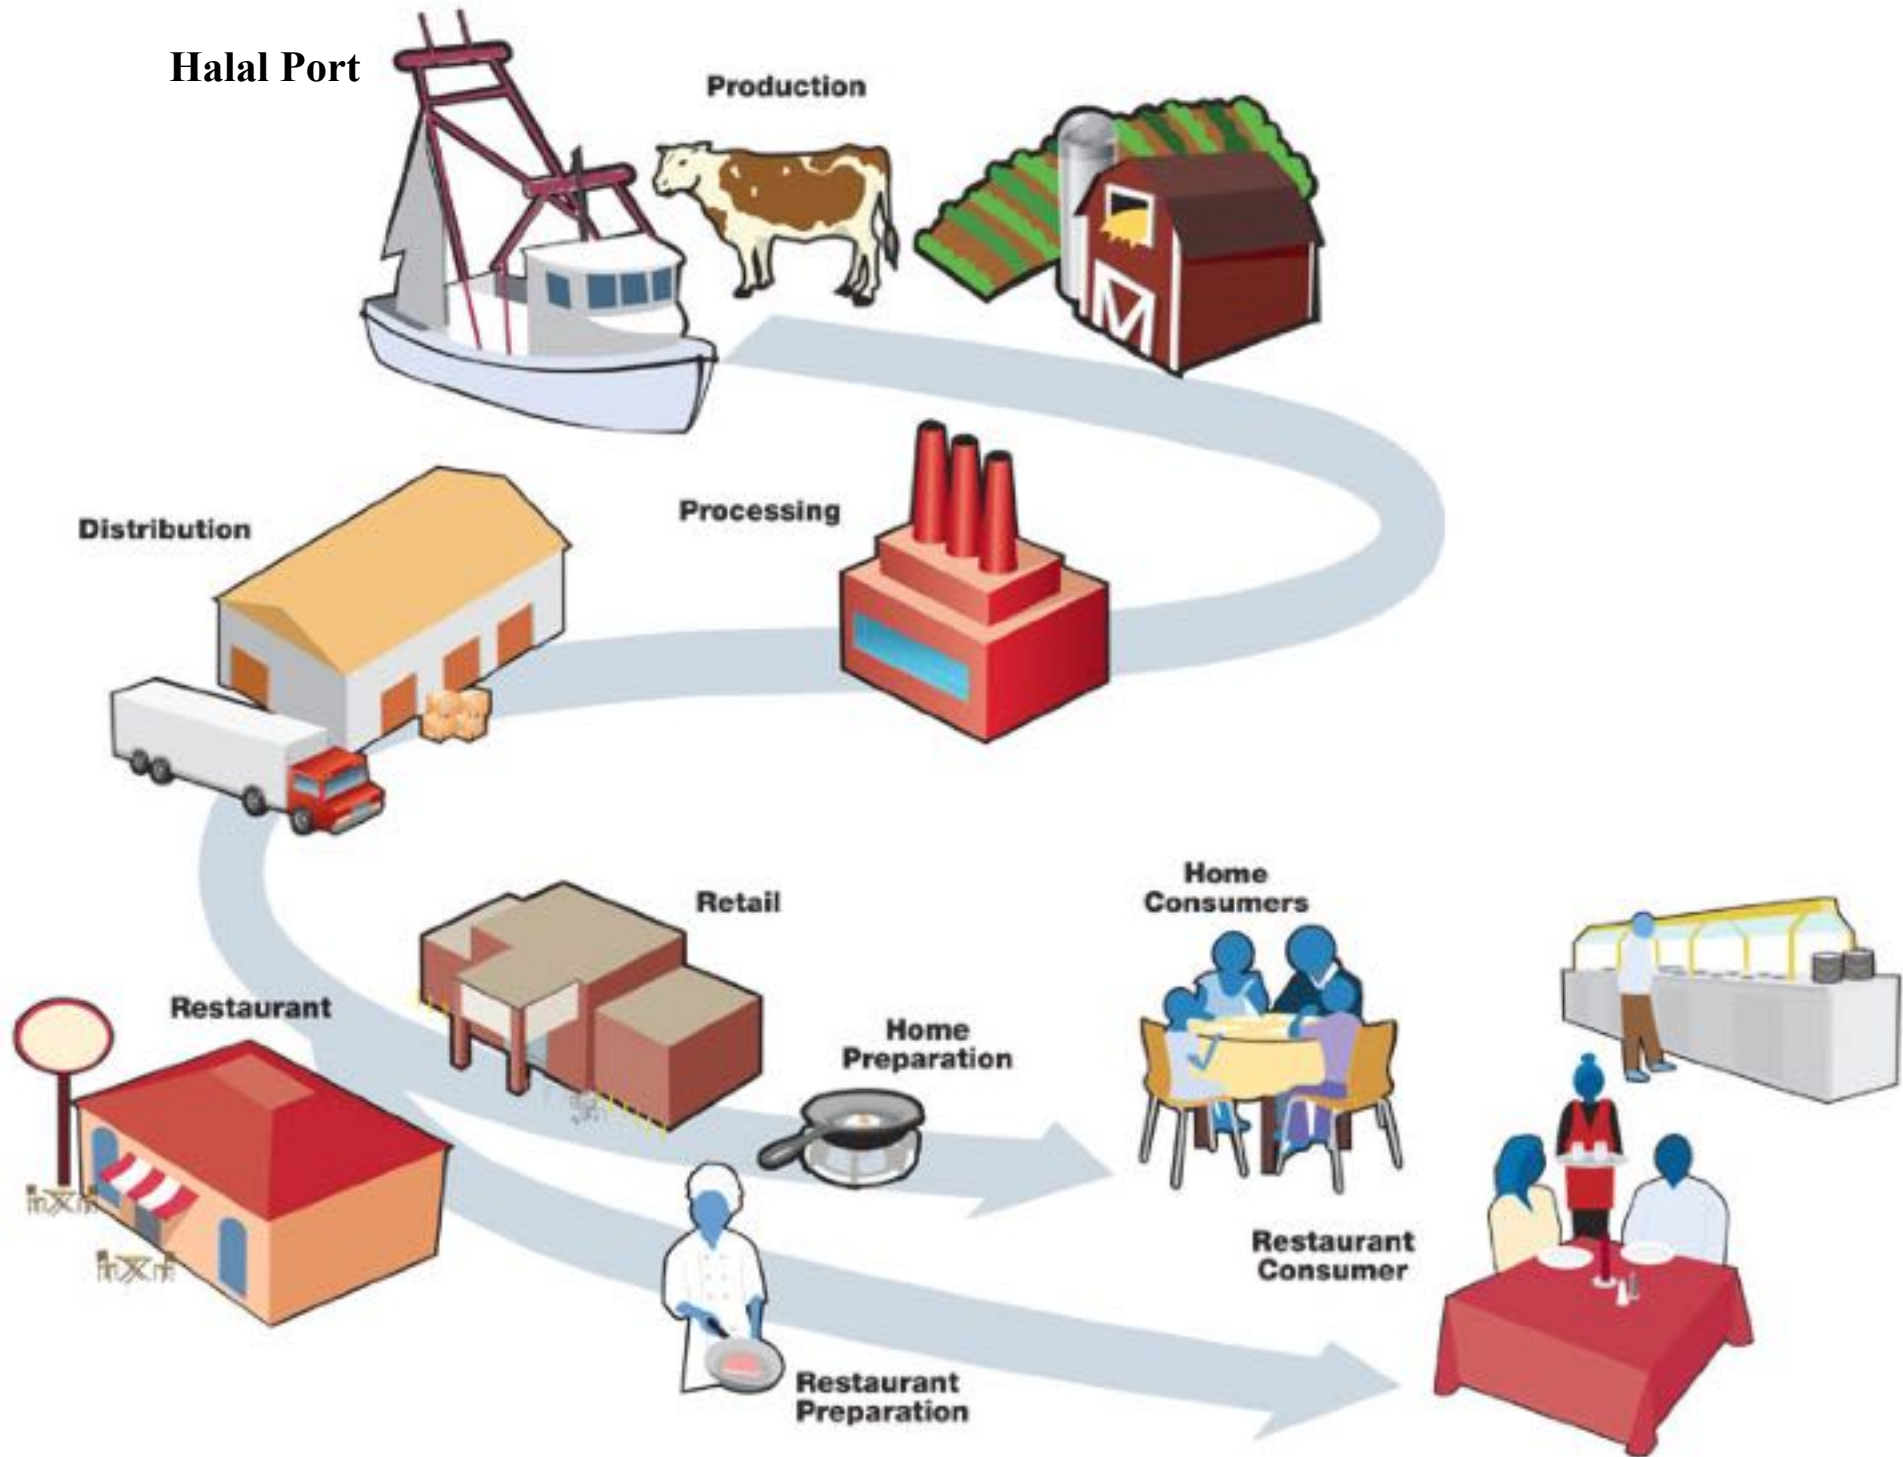 Halal Port
Production
Distribution
Processing
Retail
Home
Consumers
Restaurant
Home
Preparation
Restaurant
Consumer
Restaurant
Preparation